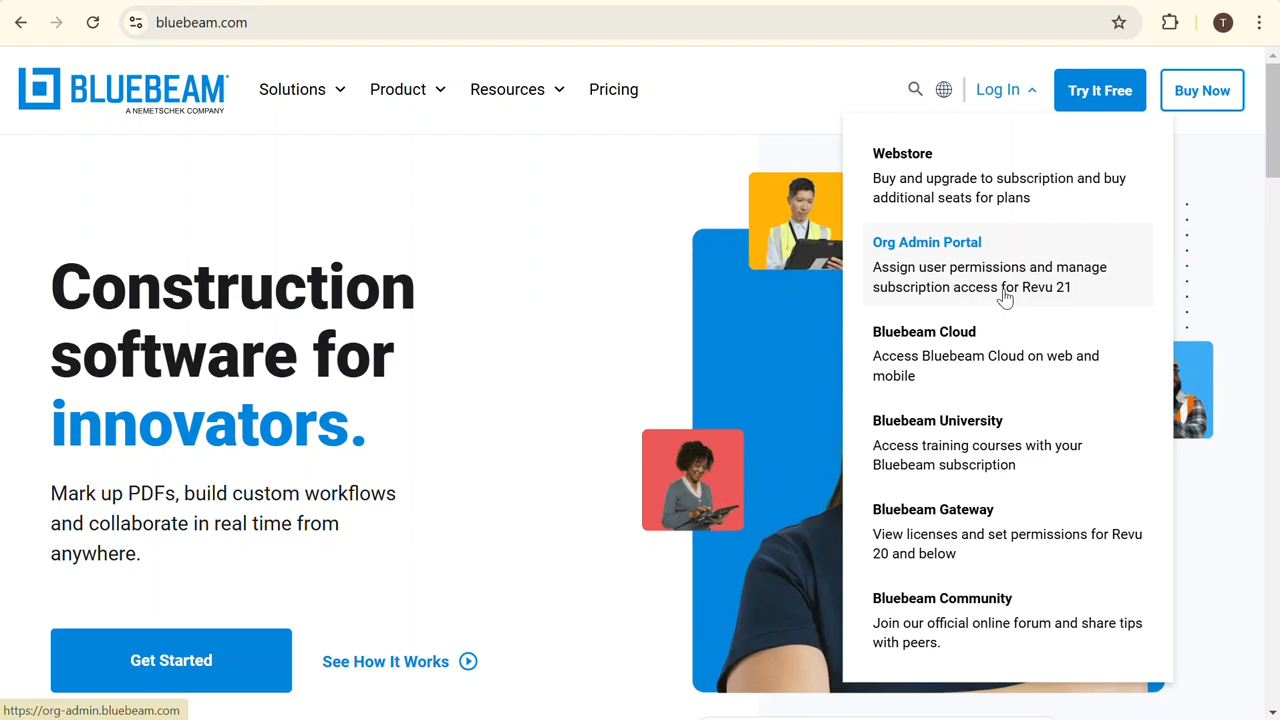 bluebeam.com
T
BLUEBEAM
A NEMETSCHEK COMPANY
Solutions
Product
Resources
Pricing
Log In
Try It Free
Buy Now
Construction
software for
innovators.
Mark up PDFs, build custom workflows
and collaborate in real time from
anywhere.
Get Started
See How It Works
Webstore
Buy and upgrade to subscription and buy
additional seats for plans
Org Admin Portal
Assign user permissions and manage
subscription access for Revu 21
Bluebeam Cloud
Access Bluebeam Cloud on web and
mobile
Bluebeam University
Access training courses with your
Bluebeam subscription
Bluebeam Gateway
View licenses and set permissions for Revu
20 and below
Bluebeam Community
Join our official online forum and share tips
with peers.
https://org-admin.bluebeam.com